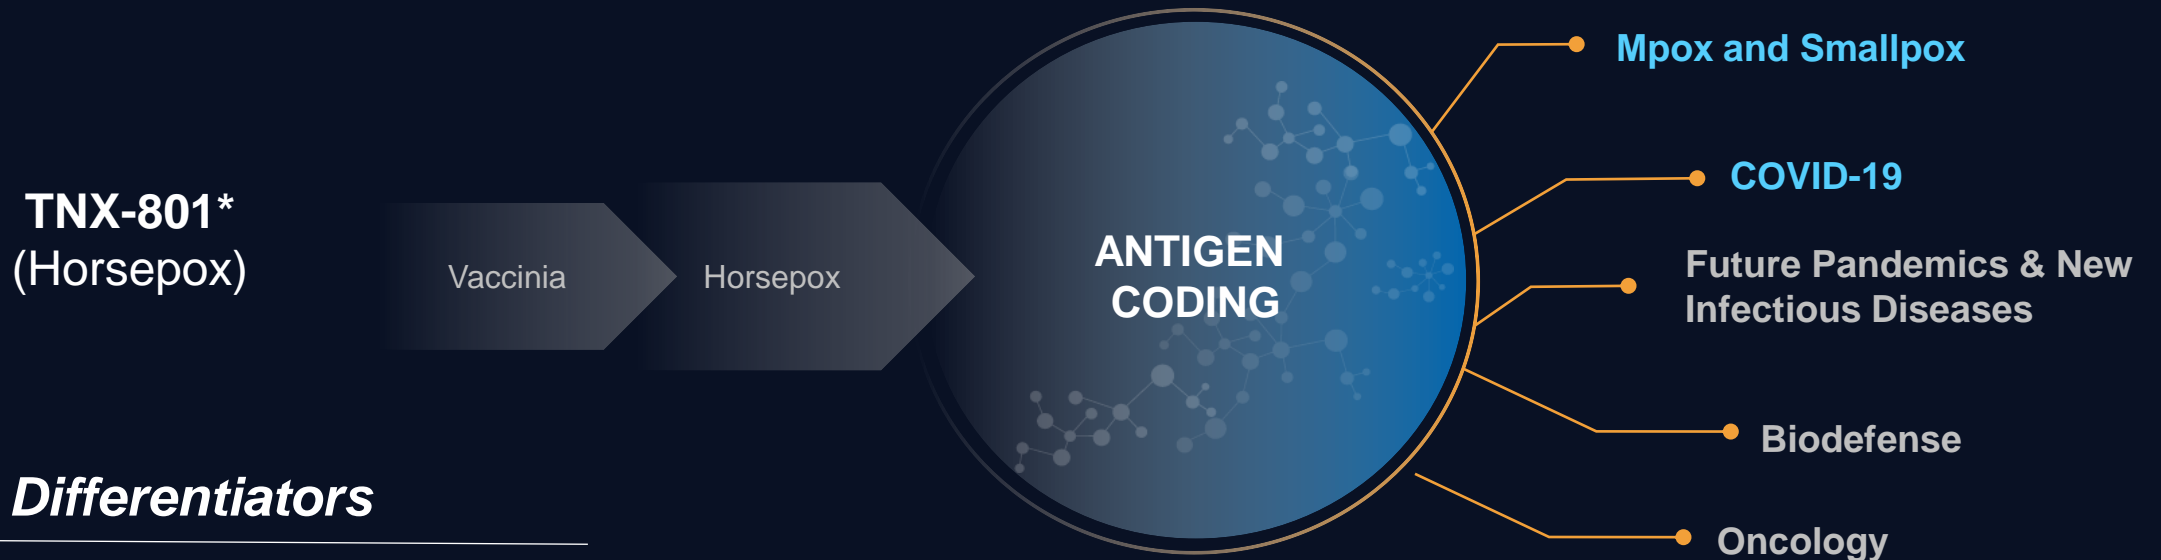 TNX-801*
(Horsepox)
Vaccinia
Horsepox
ANTIGEN
CODING
Mpox and Smallpox
COVID-19
Future Pandemics & New
Infectious Diseases
Biodefense
Oncology
Differentiators